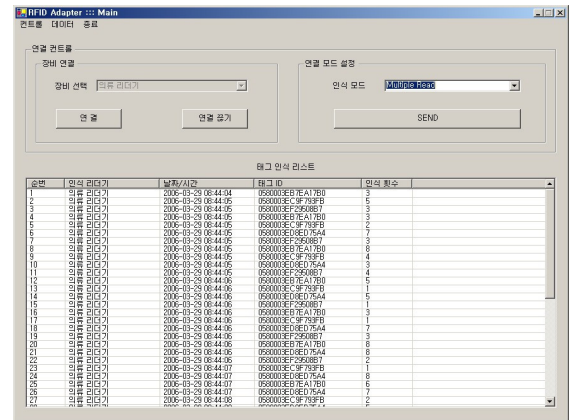 RFID Adapter ::: Main
컨트롤 데이터 종료
연결 컨트롤
장비 연결
연결 모드 설정
장비 선택 의류 리더기
인식 모드 Multiple Read
연 결 연결 끊기 SEND
태그 인식 리스트
순번 인식 리더기 날짜/시간 태그 ID 인식 횟수
1 의류 리더기 2006-03-29 08:44:04 0580003EB7EA17B0 3
2 의류 리더기 2006-03-29 08:44:05 0580003EC9F793FB 5
3 의류 리더기 2006-03-29 08:44:05 0580003EF29508B7 3
4 의류 리더기 2006-03-29 08:44:05 0580003EB7EA17B0 3
5 의류 리더기 2006-03-29 08:44:05 0580003EC9F793FB 2
6 의류 리더기 2006-03-29 08:44:05 0580003ED8ED75A4 7
7 의류 리더기 2006-03-29 08:44:05 0580003EF29508B7 3
8 의류 리더기 2006-03-29 08:44:05 0580003EB7EA17B0 8
9 의류 리더기 2006-03-29 08:44:05 0580003EC9F793FB 4
10 의류 리더기 2006-03-29 08:44:05 0580003ED8ED75A4 3
11 의류 리더기 2006-03-29 08:44:05 0580003EF29508B7 4
12 의류 리더기 2006-03-29 08:44:06 0580003EB7EA17B0 5
13 의류 리더기 2006-03-29 08:44:06 0580003EC9F793FB 1
14 의류 리더기 2006-03-29 08:44:06 0580003ED8ED75A4 5
15 의류 리더기 2006-03-29 08:44:06 0580003EF29508B7 1
16 의류 리더기 2006-03-29 08:44:06 0580003EB7EA17B0 3
17 의류 리더기 2006-03-29 08:44:06 0580003EC9F793FB 1
18 의류 리더기 2006-03-29 08:44:06 0580003ED8ED75A4 7
19 의류 리더기 2006-03-29 08:44:06 0580003EF29508B7 3
20 의류 리더기 2006-03-29 08:44:06 0580003EB7EA17B0 8
21 의류 리더기 2006-03-29 08:44:06 0580003ED8ED75A4 8
22 의류 리더기 2006-03-29 08:44:06 0580003EF29508B7 2
23 의류 리더기 2006-03-29 08:44:07 0580003EC9F793FB 1
24 의류 리더기 2006-03-29 08:44:07 0580003ED8ED75A4 8
25 의류 리더기 2006-03-29 08:44:07 0580003EB7EA17B0 6
26 의류 리더기 2006-03-29 08:44:07 0580003ED8ED75A4 7
27 의류 리더기 2006-03-29 08:44:08 0580003EC9F793FB 2